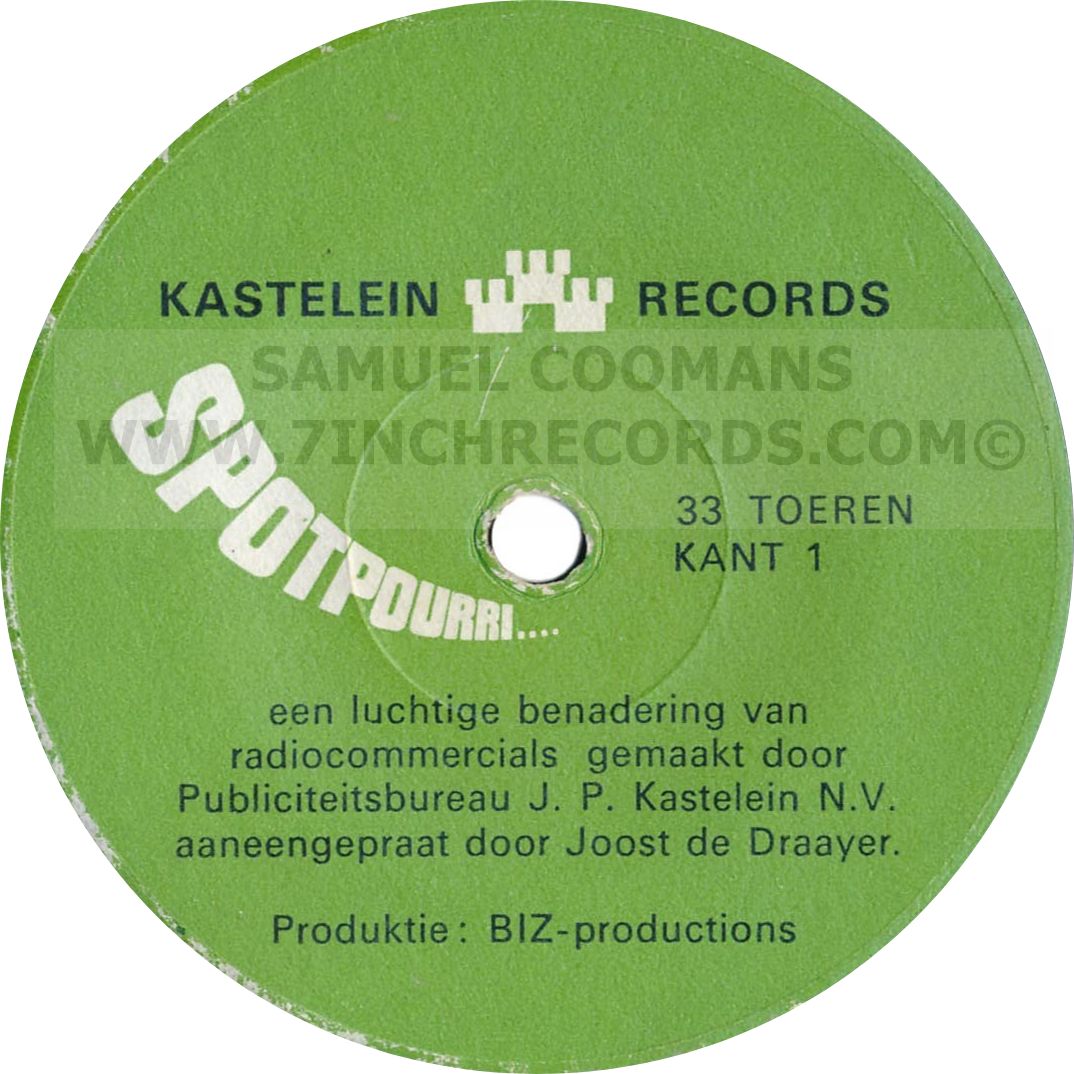 KASTELEIN RECORDS
SAMUEL COOMANS
WWW.7INCHRECORDS.COM©
SPOTPOURRI....
33 TOEREN
KANT 1
een luchtige benadering van
radiocommercials gemaakt door
Publiciteitsbureau J. P. Kastelein N.V.
aaneengepraat door Joost de Draayer.
Produktie: BIZ-productions